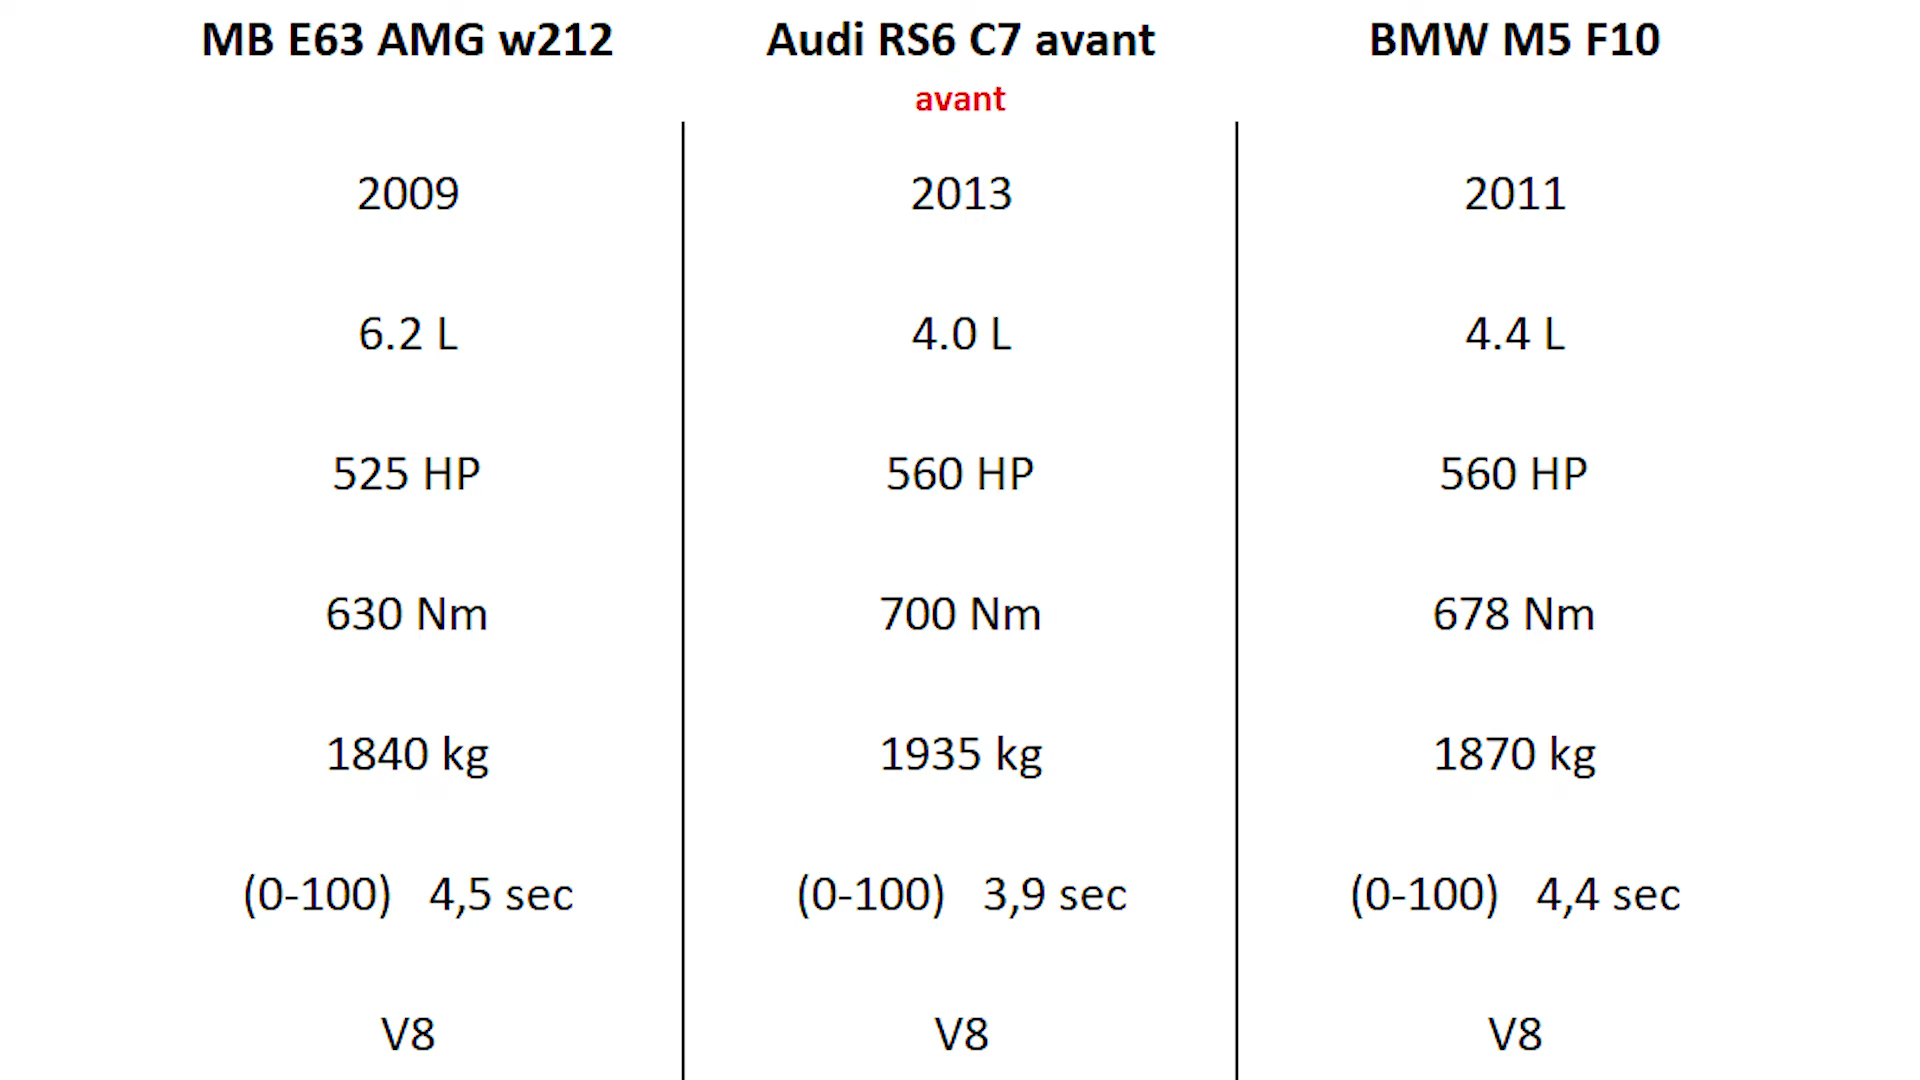 MB E63 AMG w212 Audi RS6 C7 avant BMW M5 F10
avant
2009 2013 2011
6.2 L 4.0 L 4.4 L
525 HP 560 HP 560 HP
630 Nm 700 Nm 678 Nm
1840 kg 1935 kg 1870 kg
(0-100) 4,5 sec (0-100) 3,9 sec (0-100) 4,4 sec
V8 V8 V8